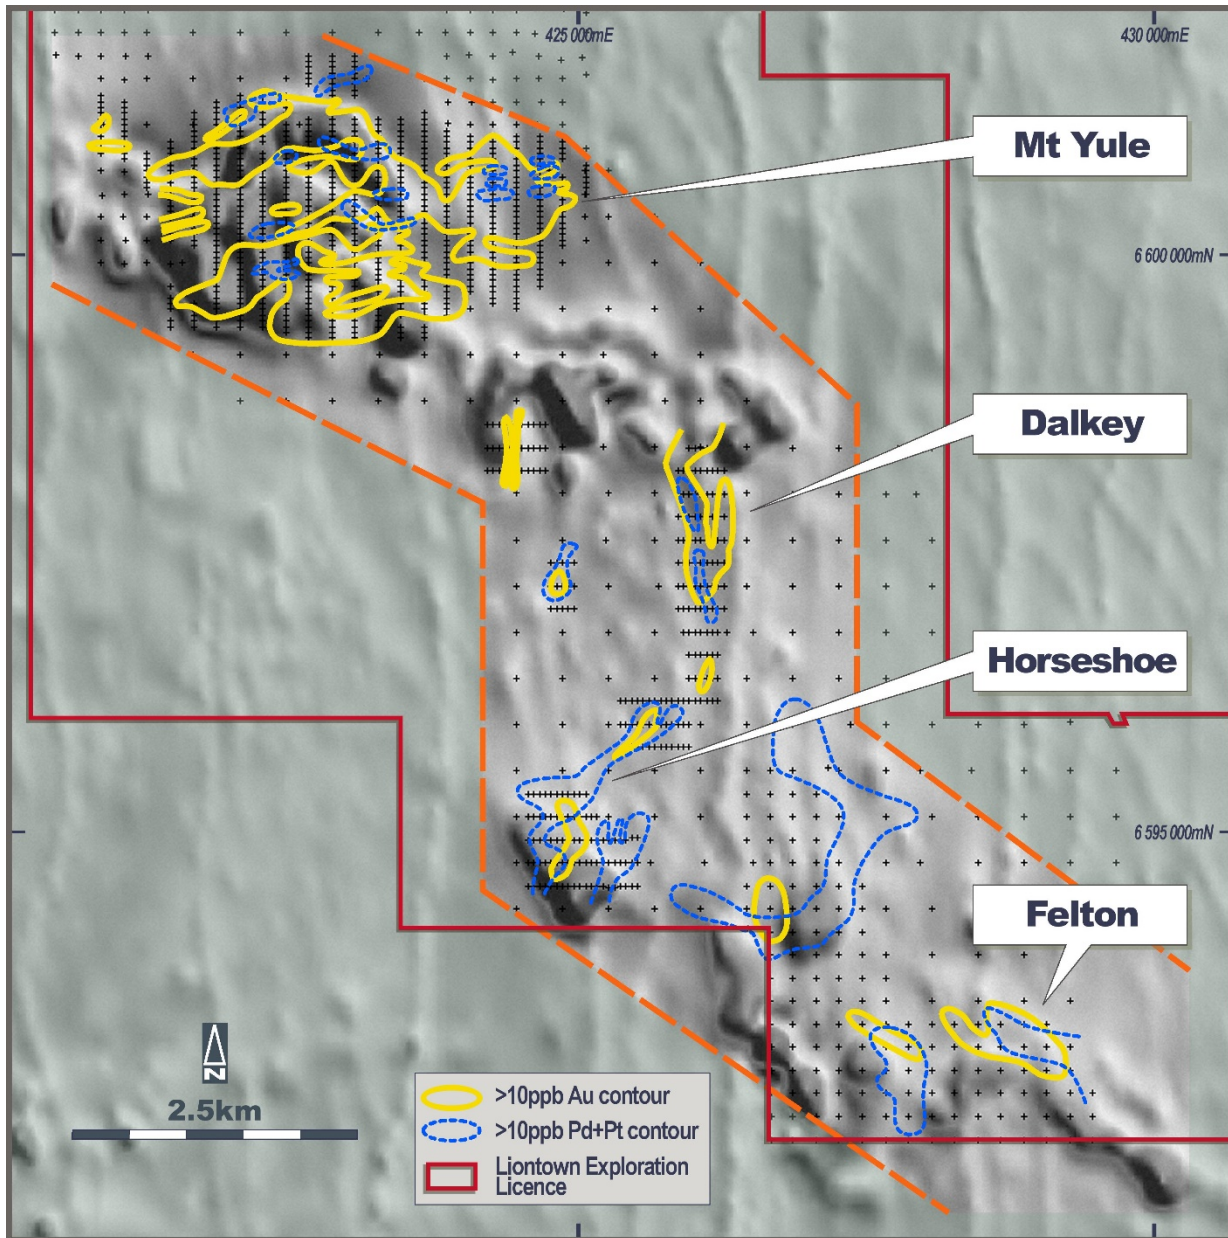 425 000mE
430 000mE
Mt Yule
6 600 000mN
Dalkey
Horseshoe
6 595 000mN
Felton
N
2.5km
>10ppb Au contour
>10ppb Pd+Pt contour
Liontown Exploration
Licence